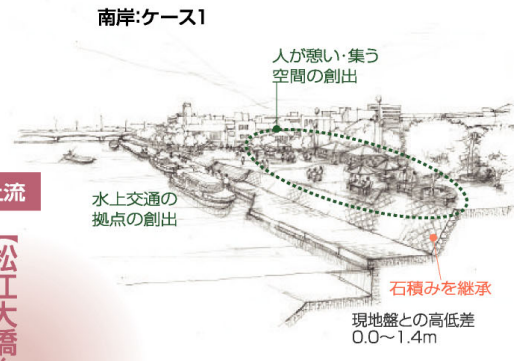 南岸:ケース1
人が憩い・集う
空間の創出
水上交通の
拠点の創出
流
【松江大橋
石積みを継承
現地盤との高低差
0.0〜1.4m